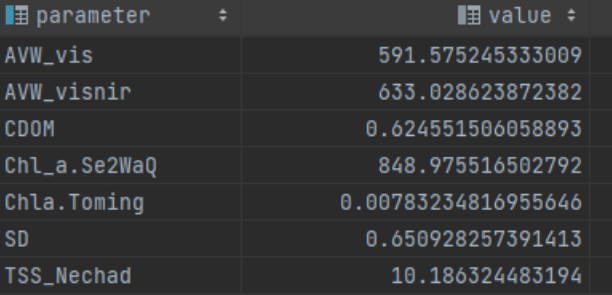 parameter value
AVW_vis 591.575245333009
AVW_visnir 633.028623872382
CDOM 0.624551506058893
Chl_a.Se2WaQ 848.975516502792
Chla.Toming 0.00783234816955646
SD 0.650928257391413
TSS_Nechad 10.186324483194